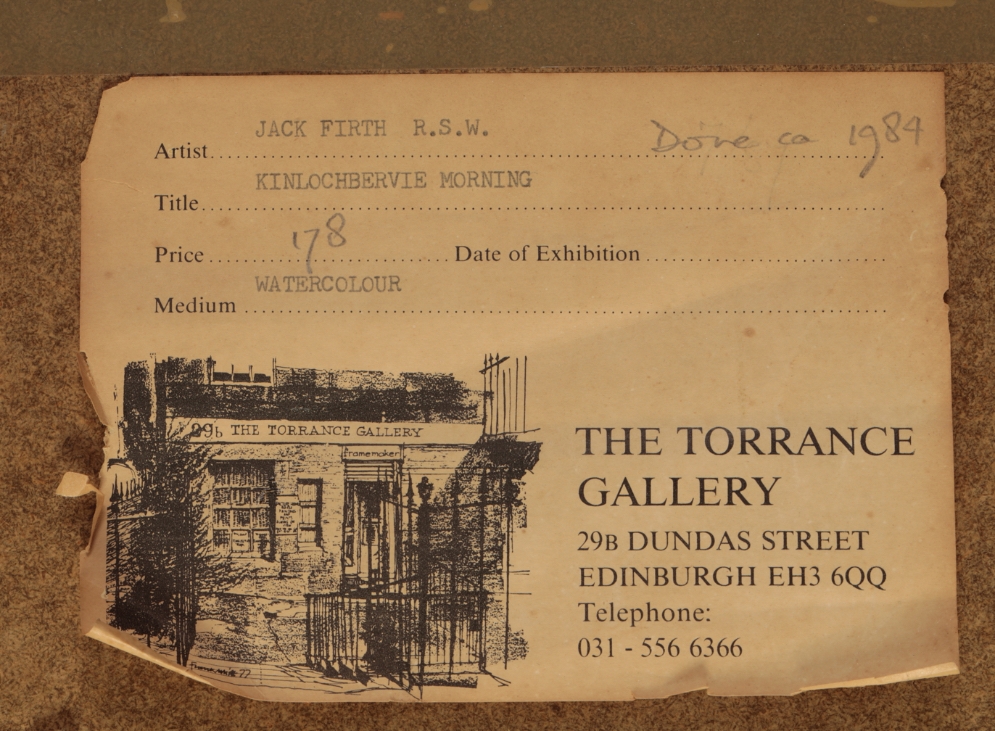 JACK FIRTH R.S.W.
Done ca 1984
Artist
KINLOCHBERVIE MORNING
Title
Price 178 Date of Exhibition
WATERCOLOUR
Medium
29b THE TORRANCE GALLERY
framemaker
THE TORRANCE
GALLERY
29B DUNDAS STREET
EDINBURGH EH3 6QQ
Telephone:
031 - 556 6366